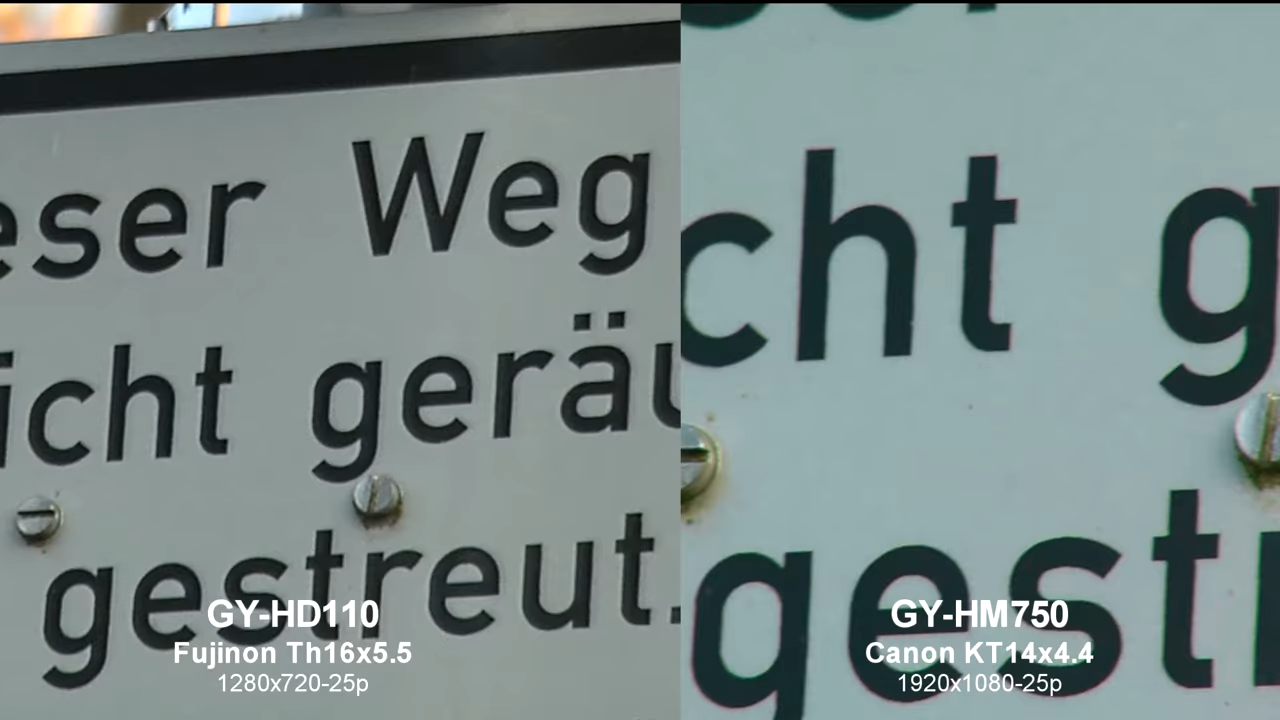 eser Weg
icht geräu
gestreut.
GY-HD110
Fujinon Th16x5.5
1280x720-25p
cht g
gestr
GY-HM750
Canon KT14x4.4
1920x1080-25p